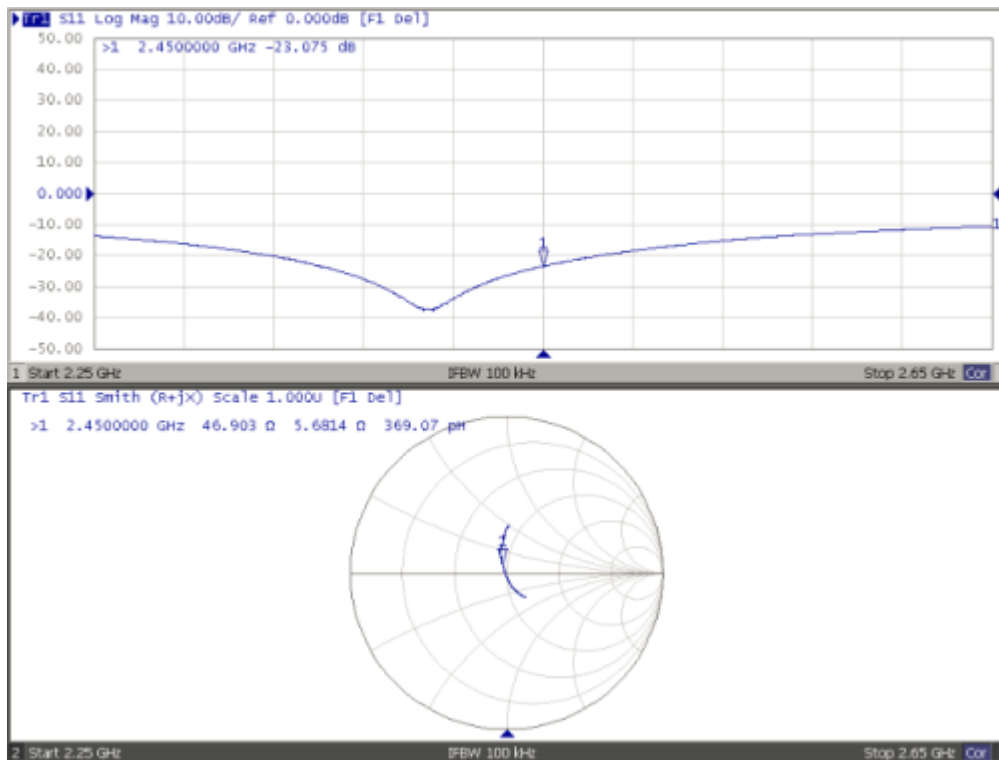 Tr1 S11 Log Mag 10.00dB/ Ref 0.000dB [F1 Del]
50.00
>1 2.4500000 GHz -23.075 dB
40.00
30.00
20.00
10.00
0.000
-10.00
1
1
-20.00
-30.00
-40.00
-50.00
1 Start 2.25 GHz IFBW 100 kHz Stop 2.65 GHz Cor
Tr1 S11 Smith (R+jX) Scale 1.000U [F1 Del]
>1 2.4500000 GHz 46.903 Ω 5.6814 Ω 369.07 pH
1
2 Start 2.25 GHz IFBW 100 kHz Stop 2.65 GHz Cor